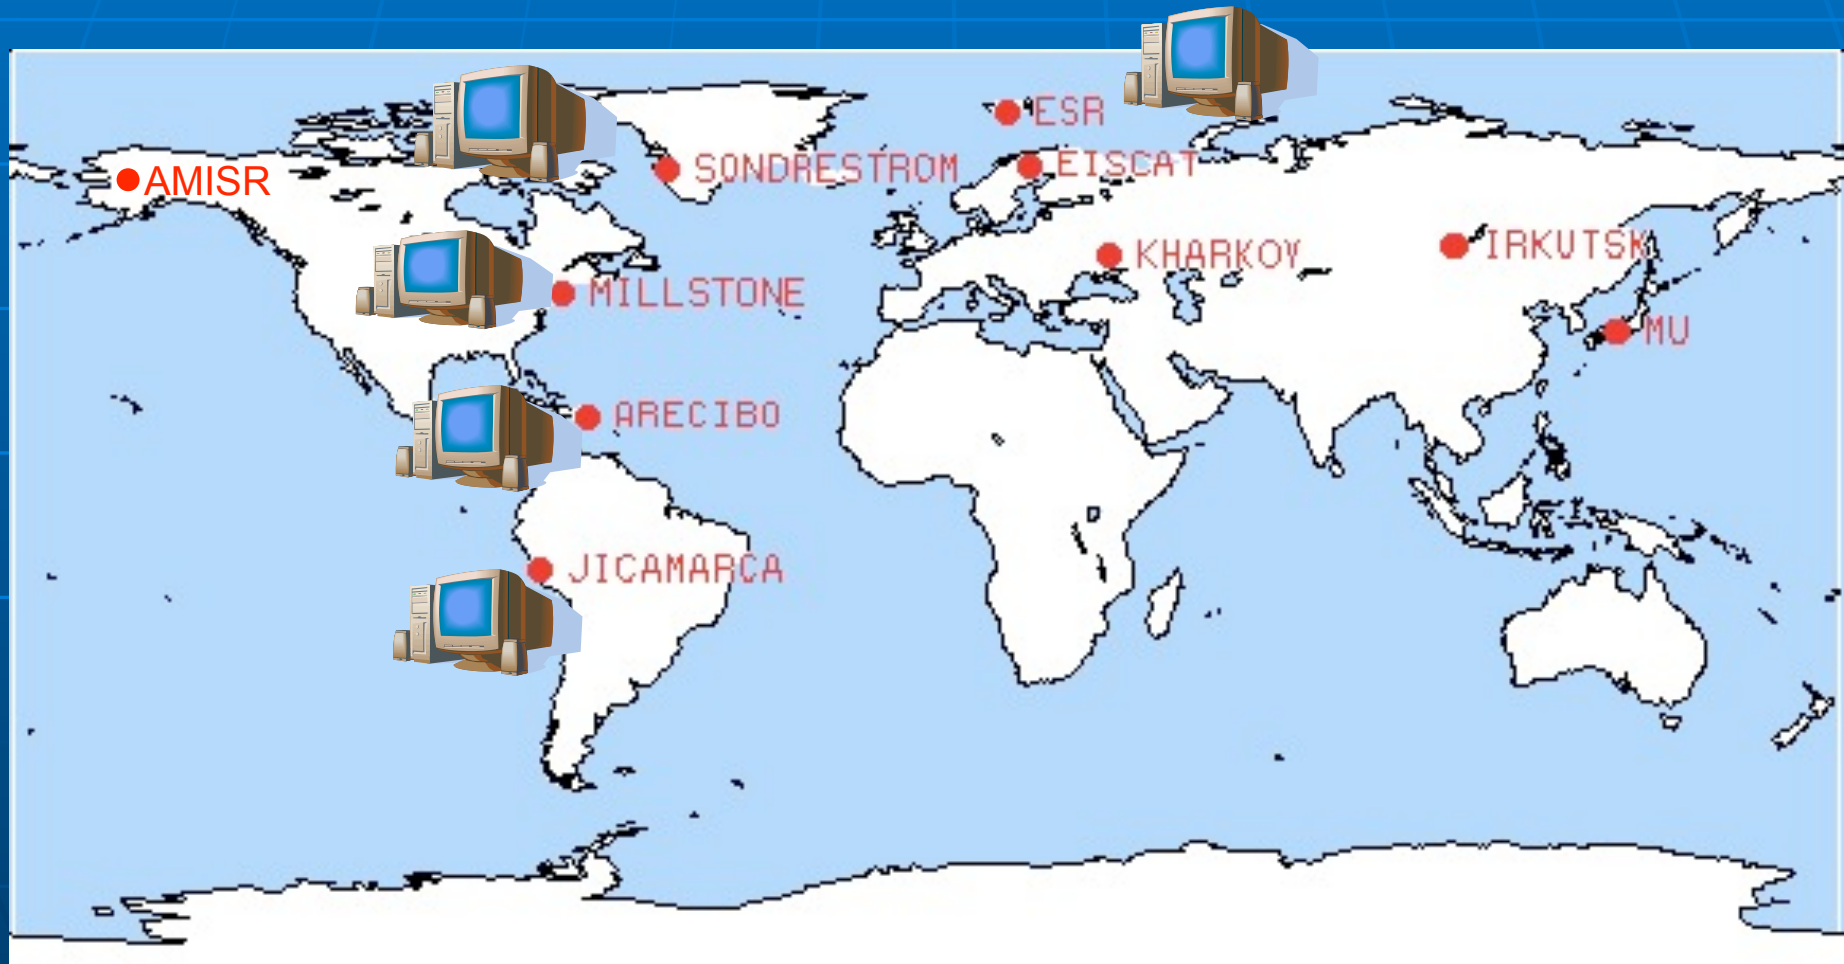 ESR
SONDRESTROM
EISCAT
AMISR
KHARKOV
IRKUTSK
MILLSTONE
MU
ARECIBO
JICAMARCA